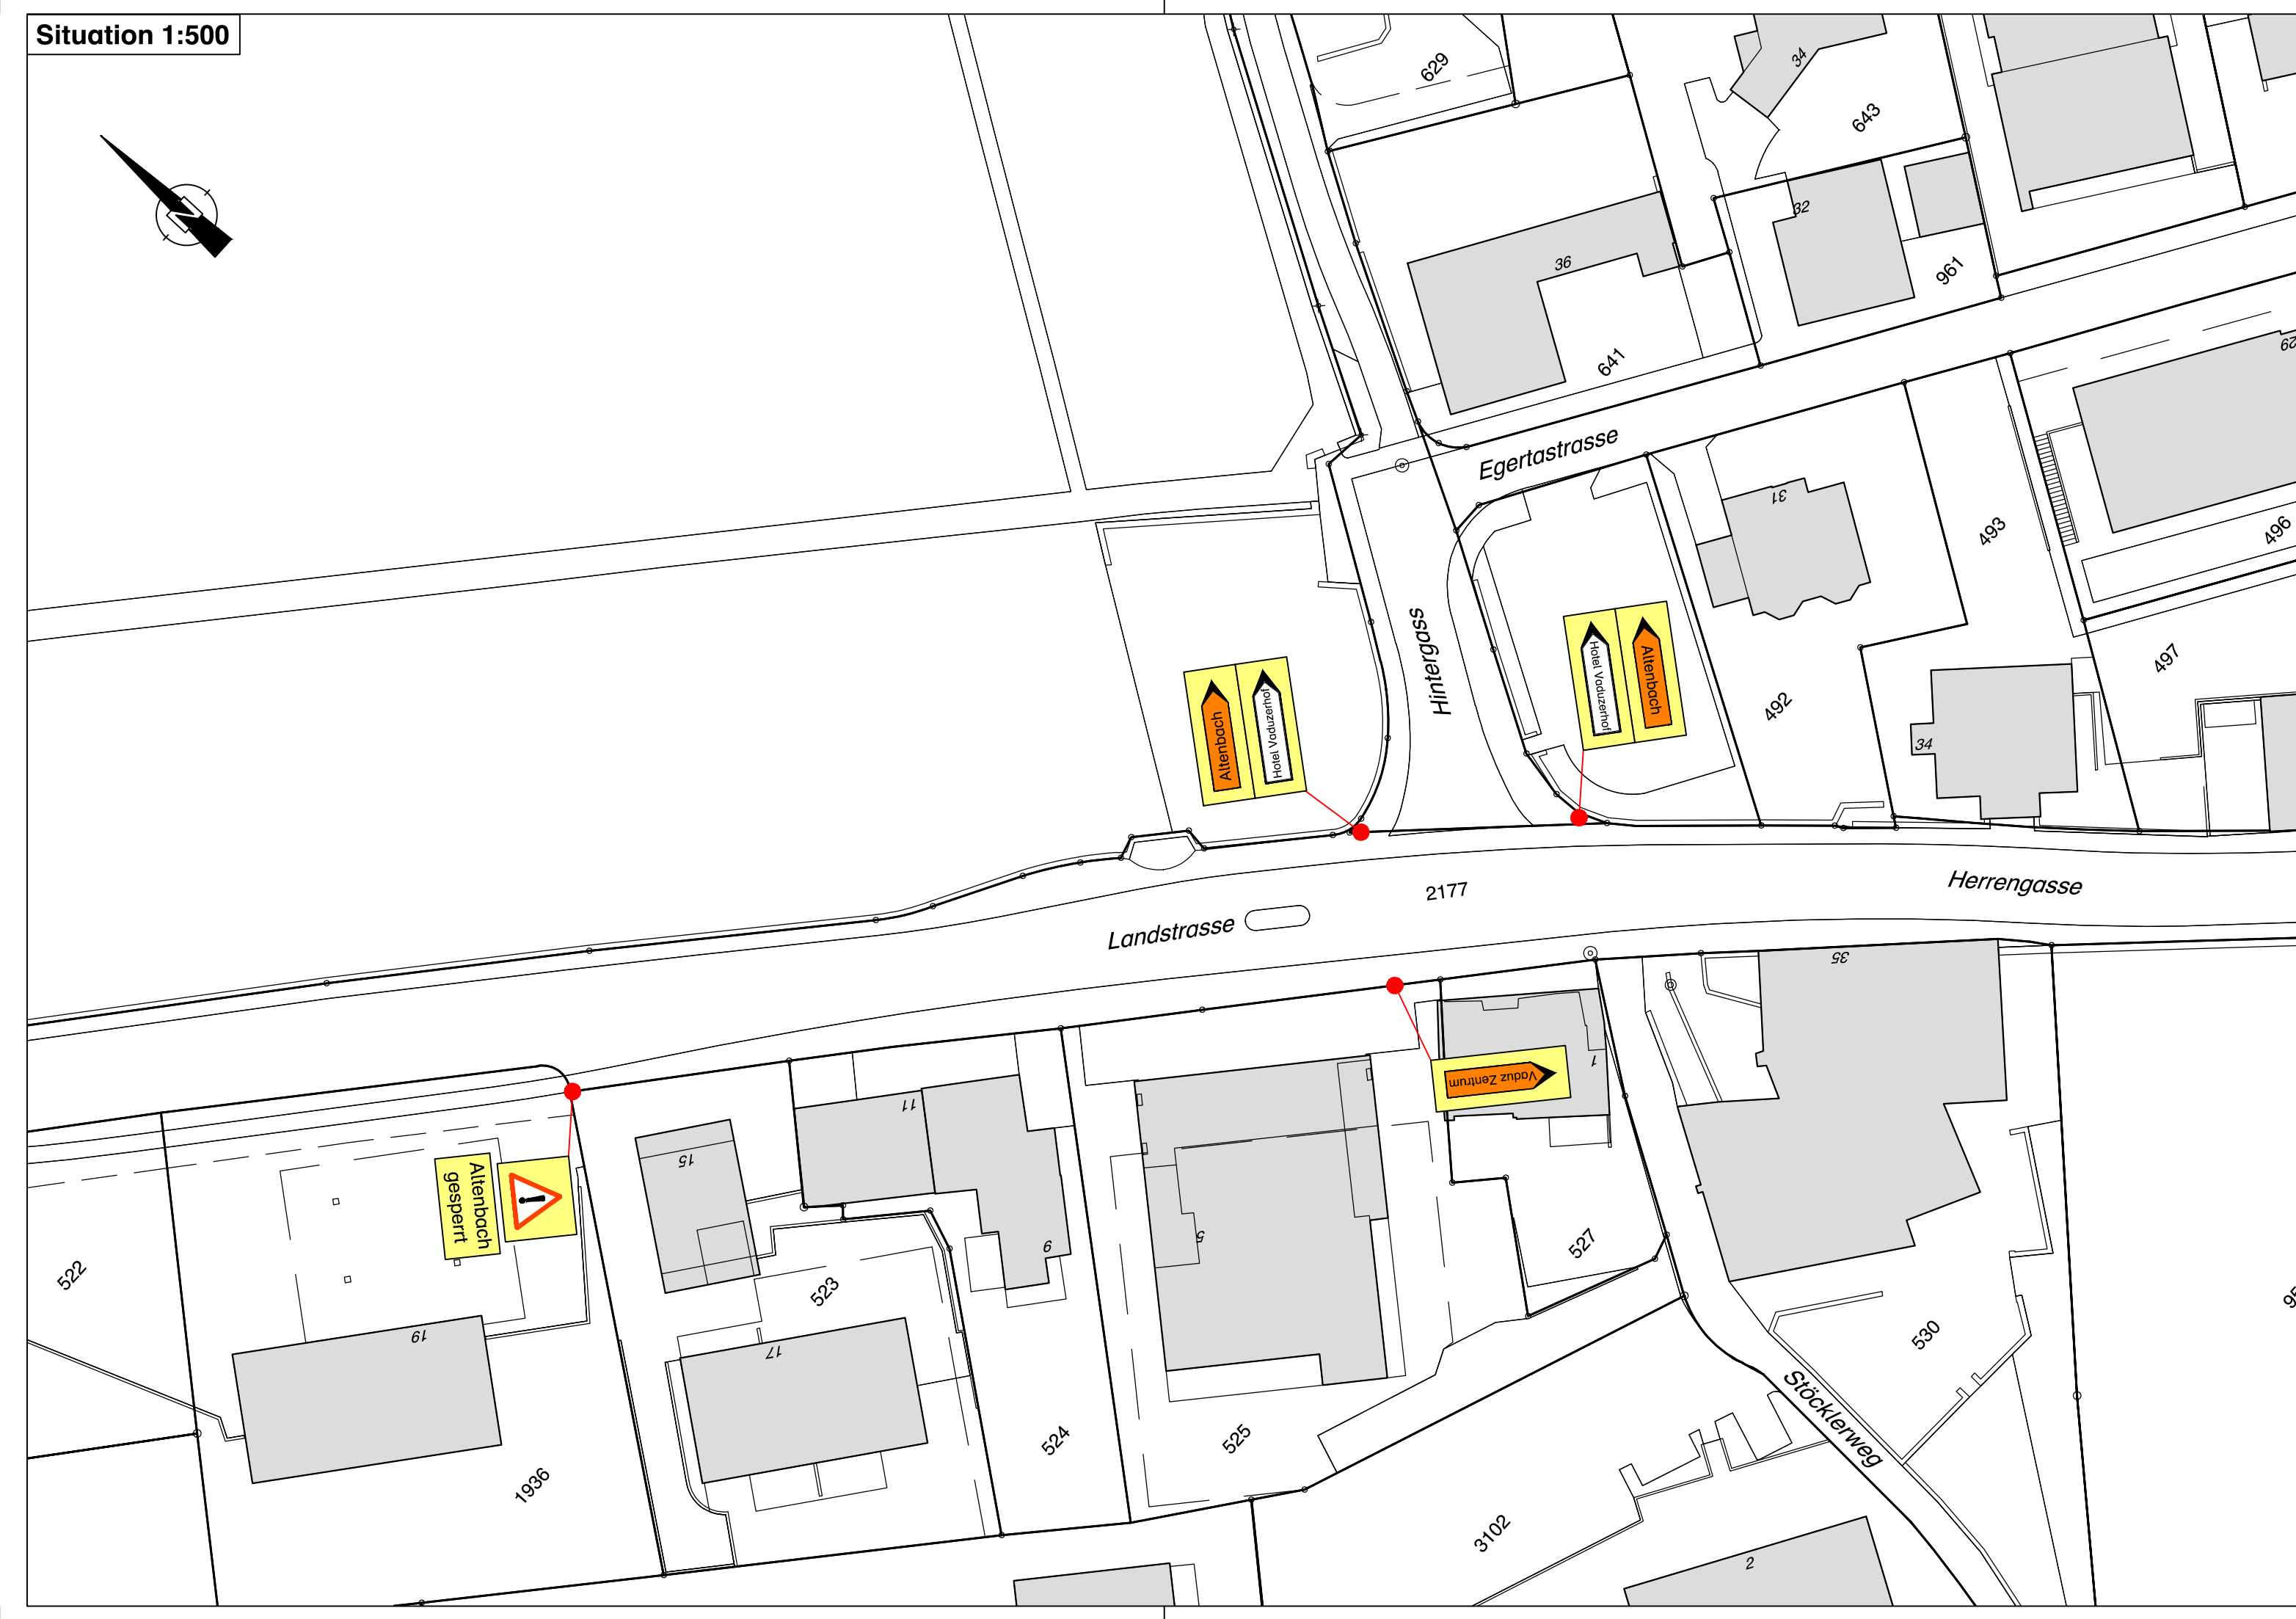 Situation 1:500
N
629
34
643
32
961
36
641
29
Egertastrasse
31
493
496
Hintergass
Altenbach
Hotel Vaduzerhof
Hotel Vaduzerhof
Altenbach
492
497
34
2177
Herrengasse
Landstrasse
35
1
Vaduz Zentrum
11
15
9
5
Altenbach
gesperrt
522
523
527
530
19
17
524
525
1936
3102
Stöcklerweg
2